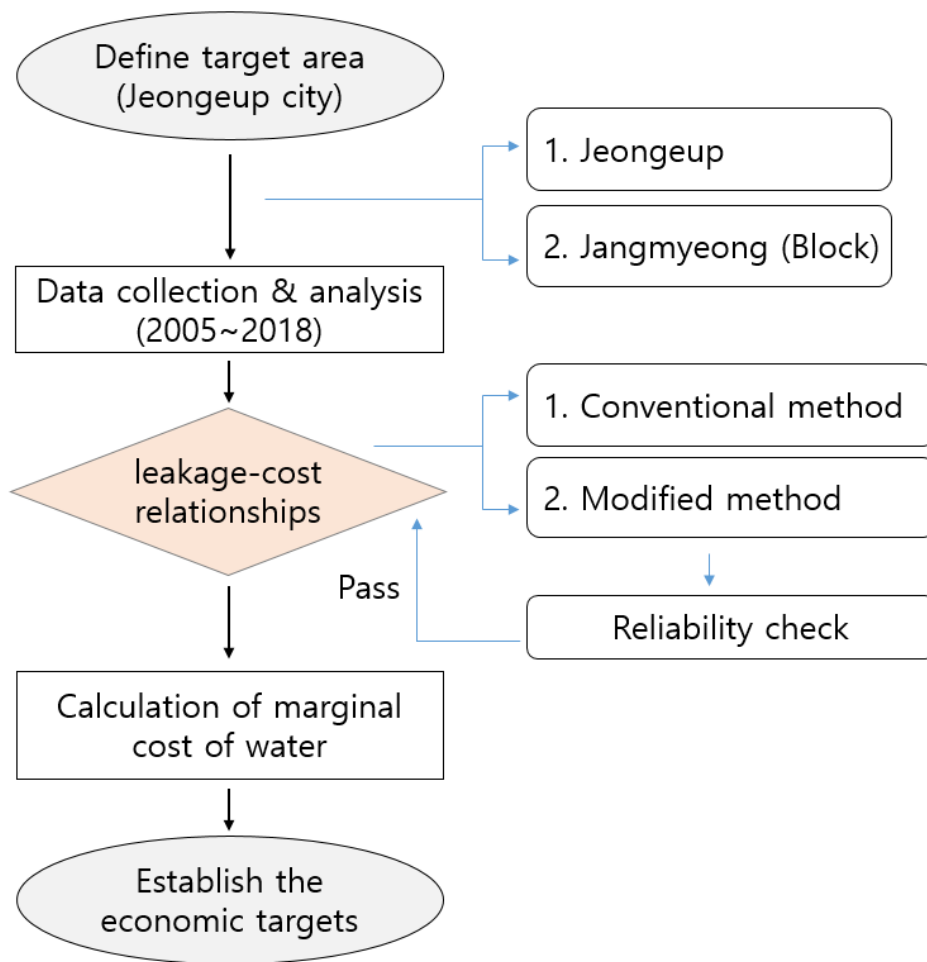 Define target area
(Jeongeup city)
1. Jeongeup
2. Jangmyeong (Block)
Data collection & analysis
(2005~2018)
leakage-cost
relationships
1. Conventional method
2. Modified method
Pass
Reliability check
Calculation of marginal
cost of water
Establish the
economic targets